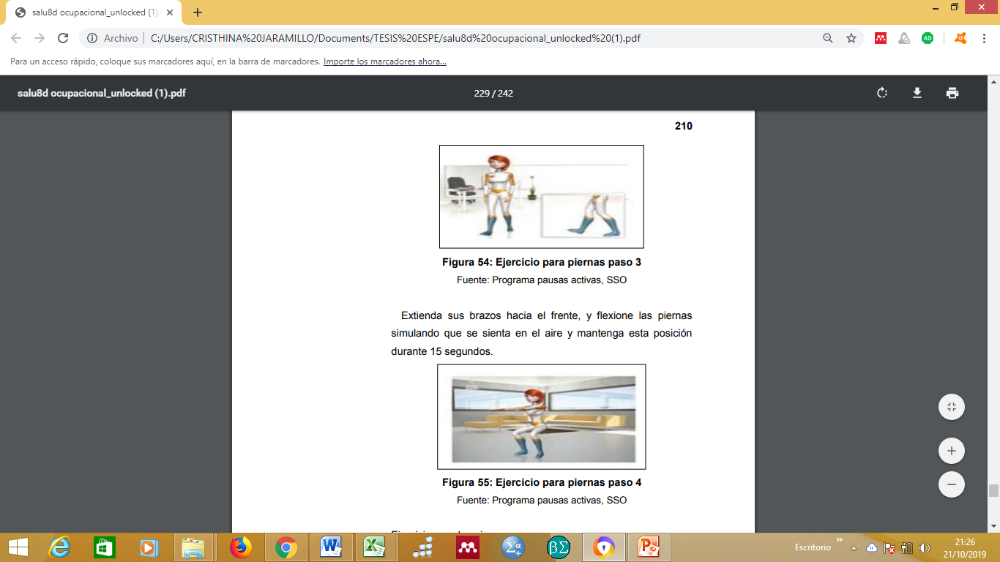 salu8d ocupacional_unlocked (1)
Archivo
C:/Users/CRISTHINA%20JARAMILLO/Documents/TESIS%20ESPE/salu8d%20ocupacional_unlocked%20(1).pdf
Para un acceso rápido, coloque sus marcadores aquí, en la barra de marcadores. Importe los marcadores ahora...
salu8d ocupacional_unlocked (1).pdf
229 / 242
210
Figura 54: Ejercicio para piernas paso 3
Fuente: Programa pausas activas, SSO
Extienda sus brazos hacia el frente, y flexione las piernas
simulando que se sienta en el aire y mantenga esta posición
durante 15 segundos.
Figura 55: Ejercicio para piernas paso 4
Fuente: Programa pausas activas, SSO
Escritorio
21:26
21/10/2019